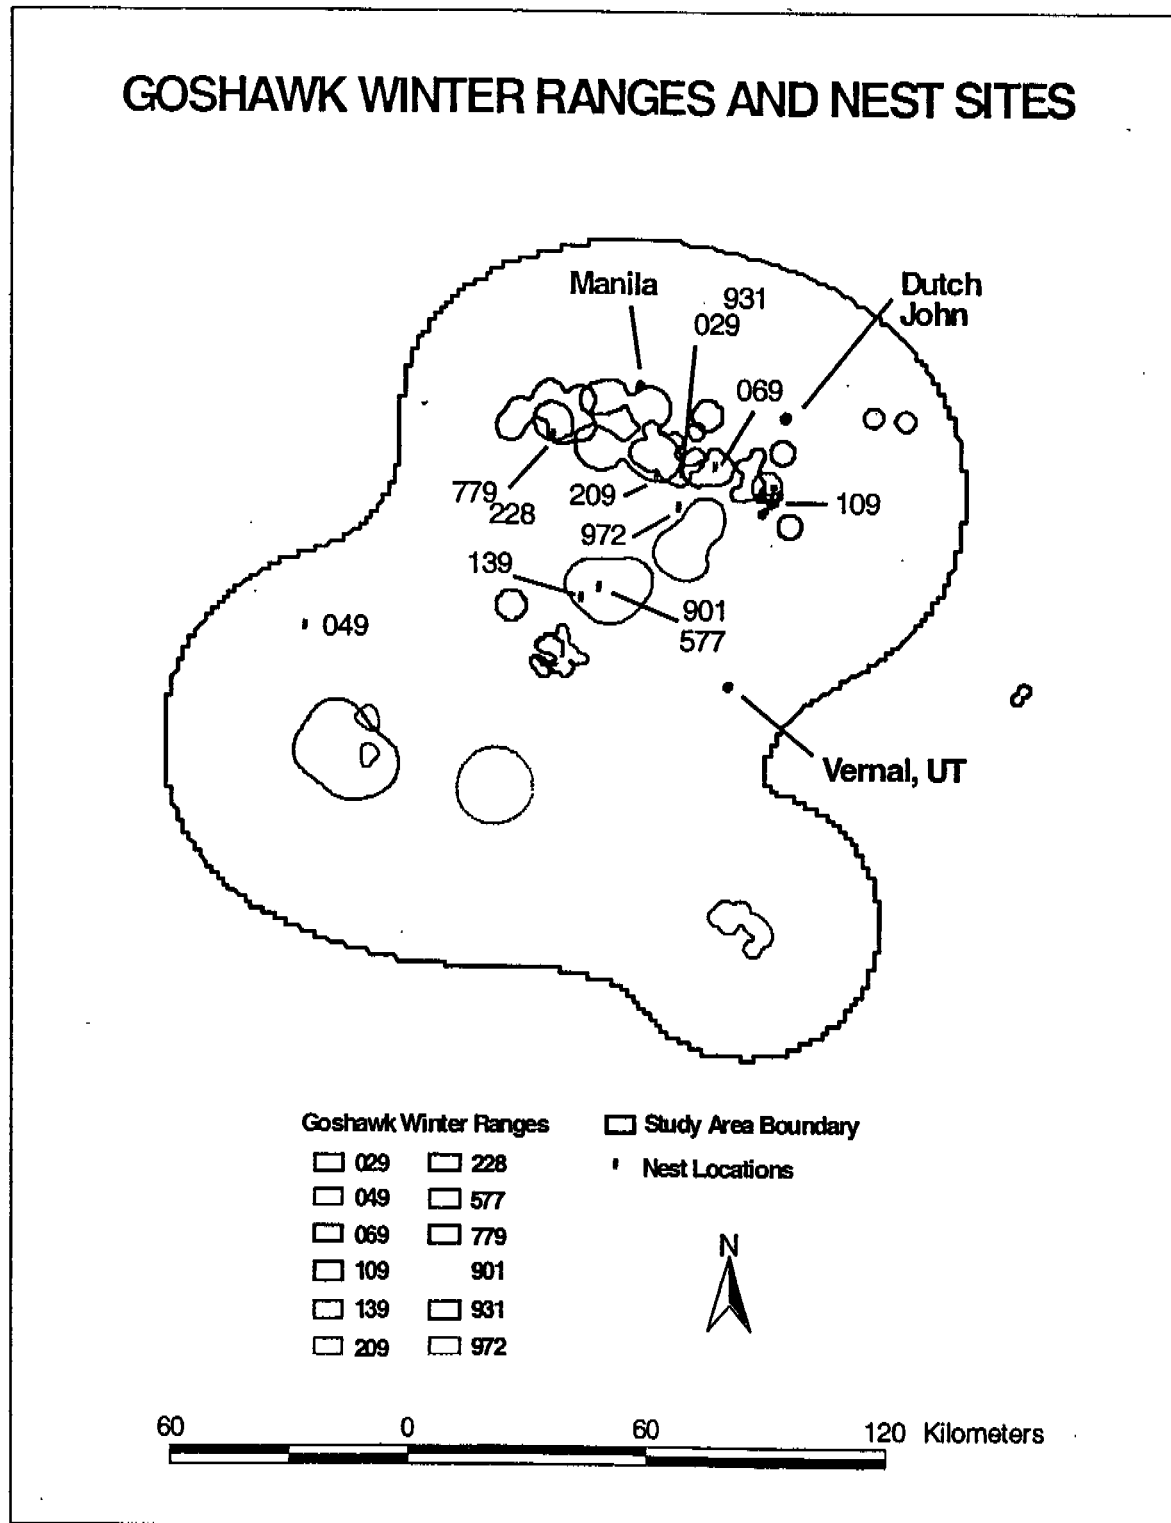 GOSHAWK WINTER RANGES AND NEST SITES
Manila
931
029
Dutch
John
069
779
228
209
109
972
139
901
577
049
Vernal, UT
Goshawk Winter Ranges
029
049
069
109
139
209
228
577
779
901
931
972
Study Area Boundary
Nest Locations
N
60 0 60 120 Kilometers